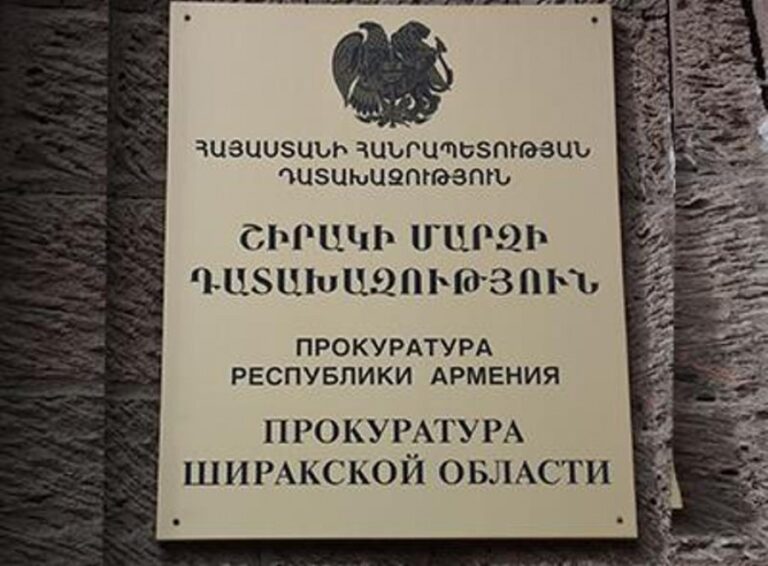 ՀԱՅԱՍՏԱՆԻ ՀԱՆՐԱՊԵՏՈՒԹՅԱՆ
ԴԱՏԱԽԱԶՈՒԹՅՈՒՆ
ՇԻՐԱԿԻ ՄԱՐԶԻ
ԴԱՏԱԽԱԶՈՒԹՅՈՒՆ
ПРОКУРАТУРА
РЕСПУБЛИКИ АРМЕНИЯ
ПРОКУРАТУРА
ШИРАКСКОЙ ОБЛАСТИ